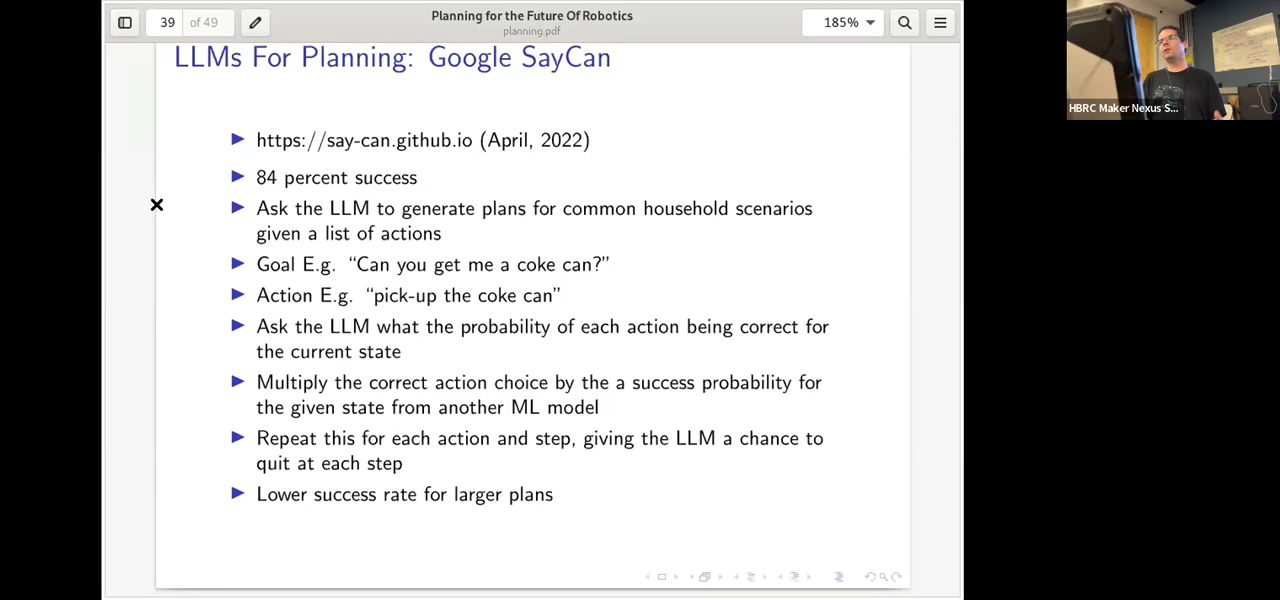 39 of 49
Planning for the Future Of Robotics
planning.pdf
185%
LLMs For Planning: Google SayCan
https://say-can.github.io (April, 2022)
84 percent success
Ask the LLM to generate plans for common household scenarios
given a list of actions
Goal E.g. “Can you get me a coke can?”
Action E.g. “pick-up the coke can”
Ask the LLM what the probability of each action being correct for
the current state
Multiply the correct action choice by the a success probability for
the given state from another ML model
Repeat this for each action and step, giving the LLM a chance to
quit at each step
Lower success rate for larger plans
HBRC Maker Nexus S...